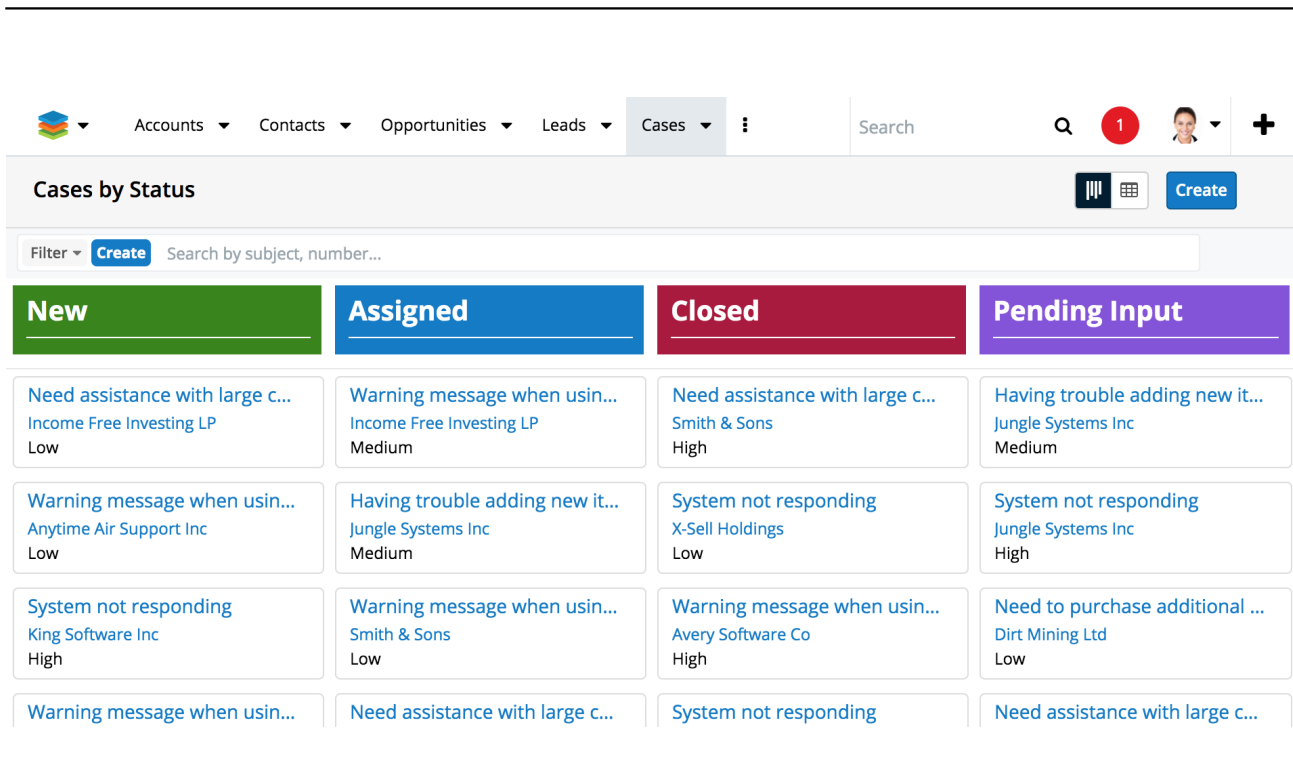 Accounts Contacts Opportunities Leads Cases Search 1
Cases by Status Create
Filter Create Search by subject, number...
New Assigned Closed Pending Input
Need assistance with large c... Warning message when usin... Need assistance with large c... Having trouble adding new it...
Income Free Investing LP Income Free Investing LP Smith & Sons Jungle Systems Inc
Low Medium High Medium
Warning message when usin... Having trouble adding new it... System not responding System not responding
Anytime Air Support Inc Jungle Systems Inc X-Sell Holdings Jungle Systems Inc
Low Medium Low High
System not responding Warning message when usin... Warning message when usin... Need to purchase additional ...
King Software Inc Smith & Sons Avery Software Co Dirt Mining Ltd
High Low High Low
Warning message when usin... Need assistance with large c... System not responding Need assistance with large c...